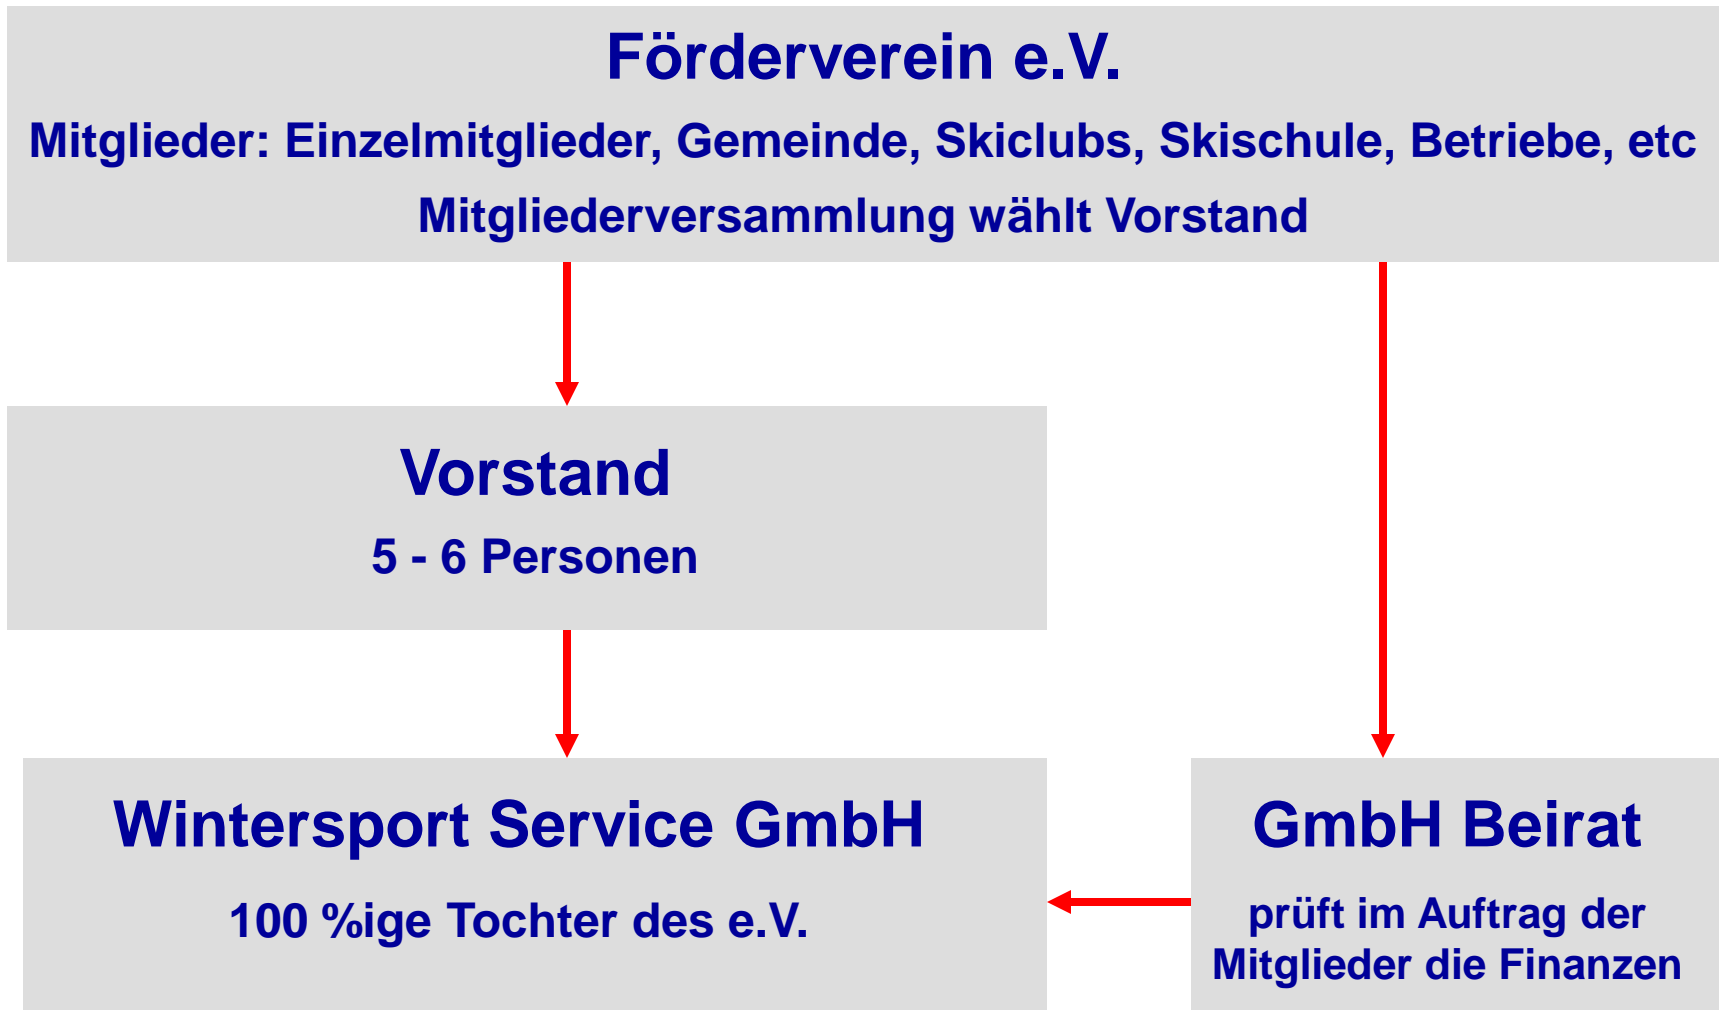 Förderverein e.V.
Mitglieder: Einzelmitglieder, Gemeinde, Skiclubs, Skischule, Betriebe, etc
Mitgliederversammlung wählt Vorstand
Vorstand
5 - 6 Personen
Wintersport Service GmbH
100 %ige Tochter des e.V.
GmbH Beirat
prüft im Auftrag der
Mitglieder die Finanzen